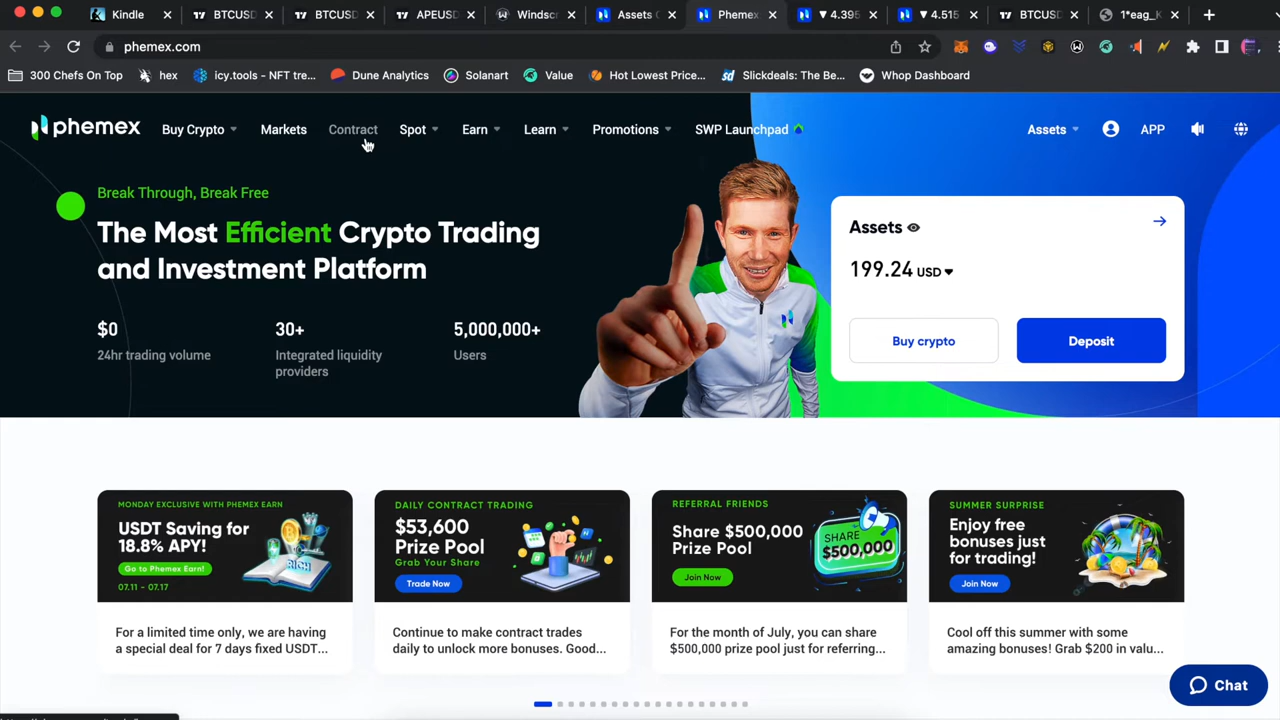 Kindle
BTCUSD
BTCUSD
APEUSD
Windscr
Assets
Phemex
▼ 4.395
▼ 4.515
BTCUSD
1*eag_
phemex.com
300 Chefs On Top
hex
icy.tools - NFT tre...
Dune Analytics
Solanart
Value
Hot Lowest Price...
Slickdeals: The Be...
Whop Dashboard
phemex
Buy Crypto
Markets
Contract
Spot
Earn
Learn
Promotions
SWP Launchpad
Assets
APP
Break Through, Break Free
The Most Efficient Crypto Trading
and Investment Platform
$0
24hr trading volume
30+
Integrated liquidity
providers
5,000,000+
Users
Assets
199.24 USD
Buy crypto
Deposit
MONDAY EXCLUSIVE WITH PHEMEX EARN
USDT Saving for
18.8% APY!
Go to Phemex Earn!
07.11 - 07.17
For a limited time only, we are having
a special deal for 7 days fixed USDT...
DAILY CONTRACT TRADING
$53,600
Prize Pool
Grab Your Share
Trade Now
Continue to make contract trades
daily to unlock more bonuses. Good...
REFERRAL FRIENDS
Share $500,000
Prize Pool
Join Now
SHARE
$500,000
For the month of July, you can share
$500,000 prize pool just for referring...
SUMMER SURPRISE
Enjoy free
bonuses just
for trading!
Join Now
Cool off this summer with some
amazing bonuses! Grab $200 in valu...
Chat